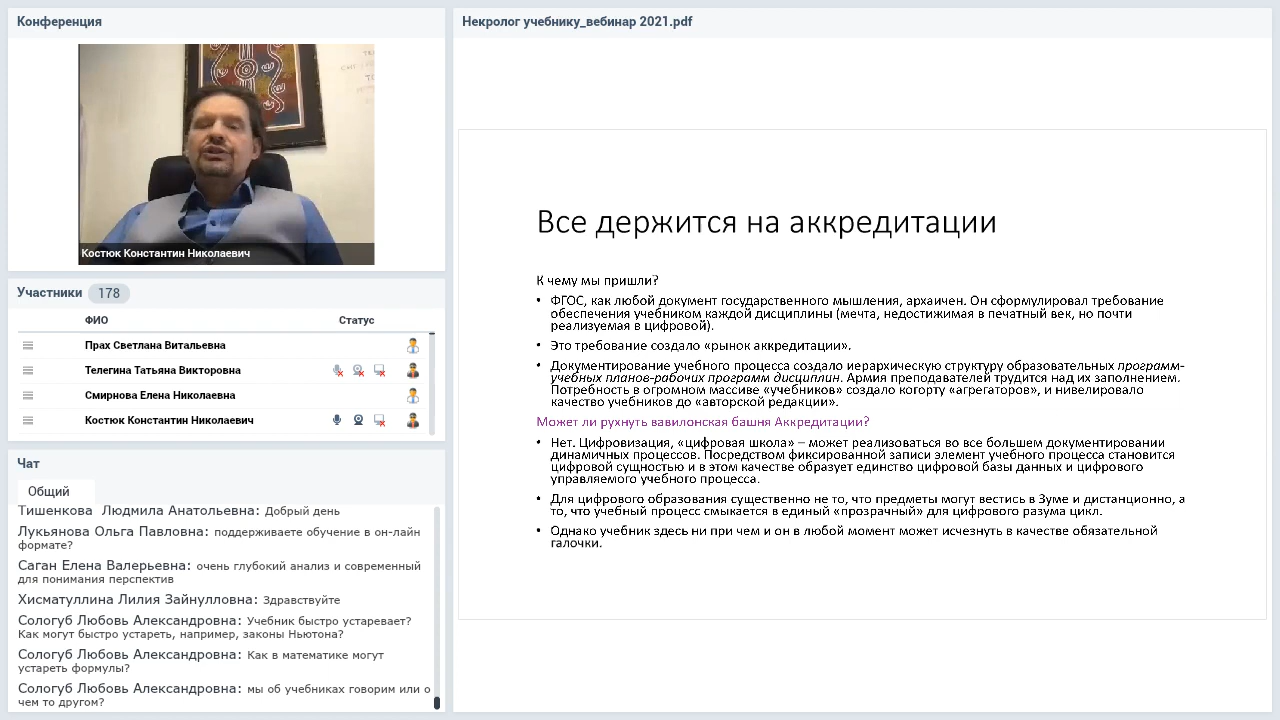 Конференция
Костюк Константин Николаевич
Участники 178
ФИО Статус
Прах Светлана Витальевна
Телегина Татьяна Викторовна
Смирнова Елена Николаевна
Костюк Константин Николаевич
Чат
Общий
Тишенкова Людмила Анатольевна: Добрый день
Лукьянова Ольга Павловна: поддерживаете обучение в он-лайн
формате?
Саган Елена Валерьевна: очень глубокий анализ и современный
для понимания перспектив
Хисматуллина Лилия Зайнулловна: Здравствуйте
Сологуб Любовь Александровна: Учебник быстро устаревает?
Как могут быстро устареть, например, законы Ньютона?
Сологуб Любовь Александровна: Как в математике могут
устареть формулы?
Сологуб Любовь Александровна: мы об учебниках говорим или о
чем то другом?
Некролог учебнику_вебинар 2021.pdf
Все держится на аккредитации
К чему мы пришли?
• ФГОС, как любой документ государственного мышления, архаичен. Он сформулировал требование
обеспечения учебником каждой дисциплины (мечта, недостижимая в печатный век, но почти
реализуемая в цифровой).
• Это требование создало «рынок аккредитации».
• Документирование учебного процесса создало иерархическую структуру образовательных программ-
учебных планов-рабочих программ дисциплин. Армия преподавателей трудится над их заполнением.
Потребность в огромном массиве «учебников» создало когорту «агрегаторов», и нивелировало
качество учебников до «авторской редакции».
Может ли рухнуть вавилонская башня Аккредитации?
• Нет. Цифровизация, «цифровая школа» – может реализоваться во все большем документировании
динамичных процессов. Посредством фиксированной записи элемент учебного процесса становится
цифровой сущностью и в этом качестве образует единство цифровой базы данных и цифрового
управляемого учебного процесса.
• Для цифрового образования существенно не то, что предметы могут вестись в Зуме и дистанционно, а
то, что учебный процесс смыкается в единый «прозрачный» для цифрового разума цикл.
• Однако учебник здесь ни при чем и он в любой момент может исчезнуть в качестве обязательной
галочки.